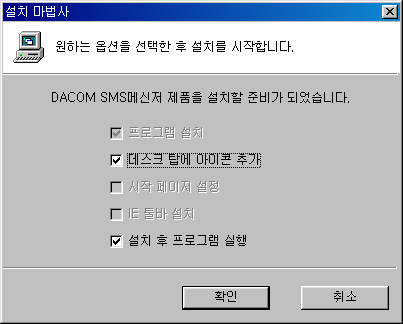 설치 마법사
원하는 옵션을 선택한 후 설치를 시작합니다.
DACOM SMS메신저 제품을 설치할 준비가 되었습니다.
프로그램 설치
데스크 탑에 아이콘 추가
시작 페이지 설정
IE 툴바 설치
설치 후 프로그램 실행
확인
취소